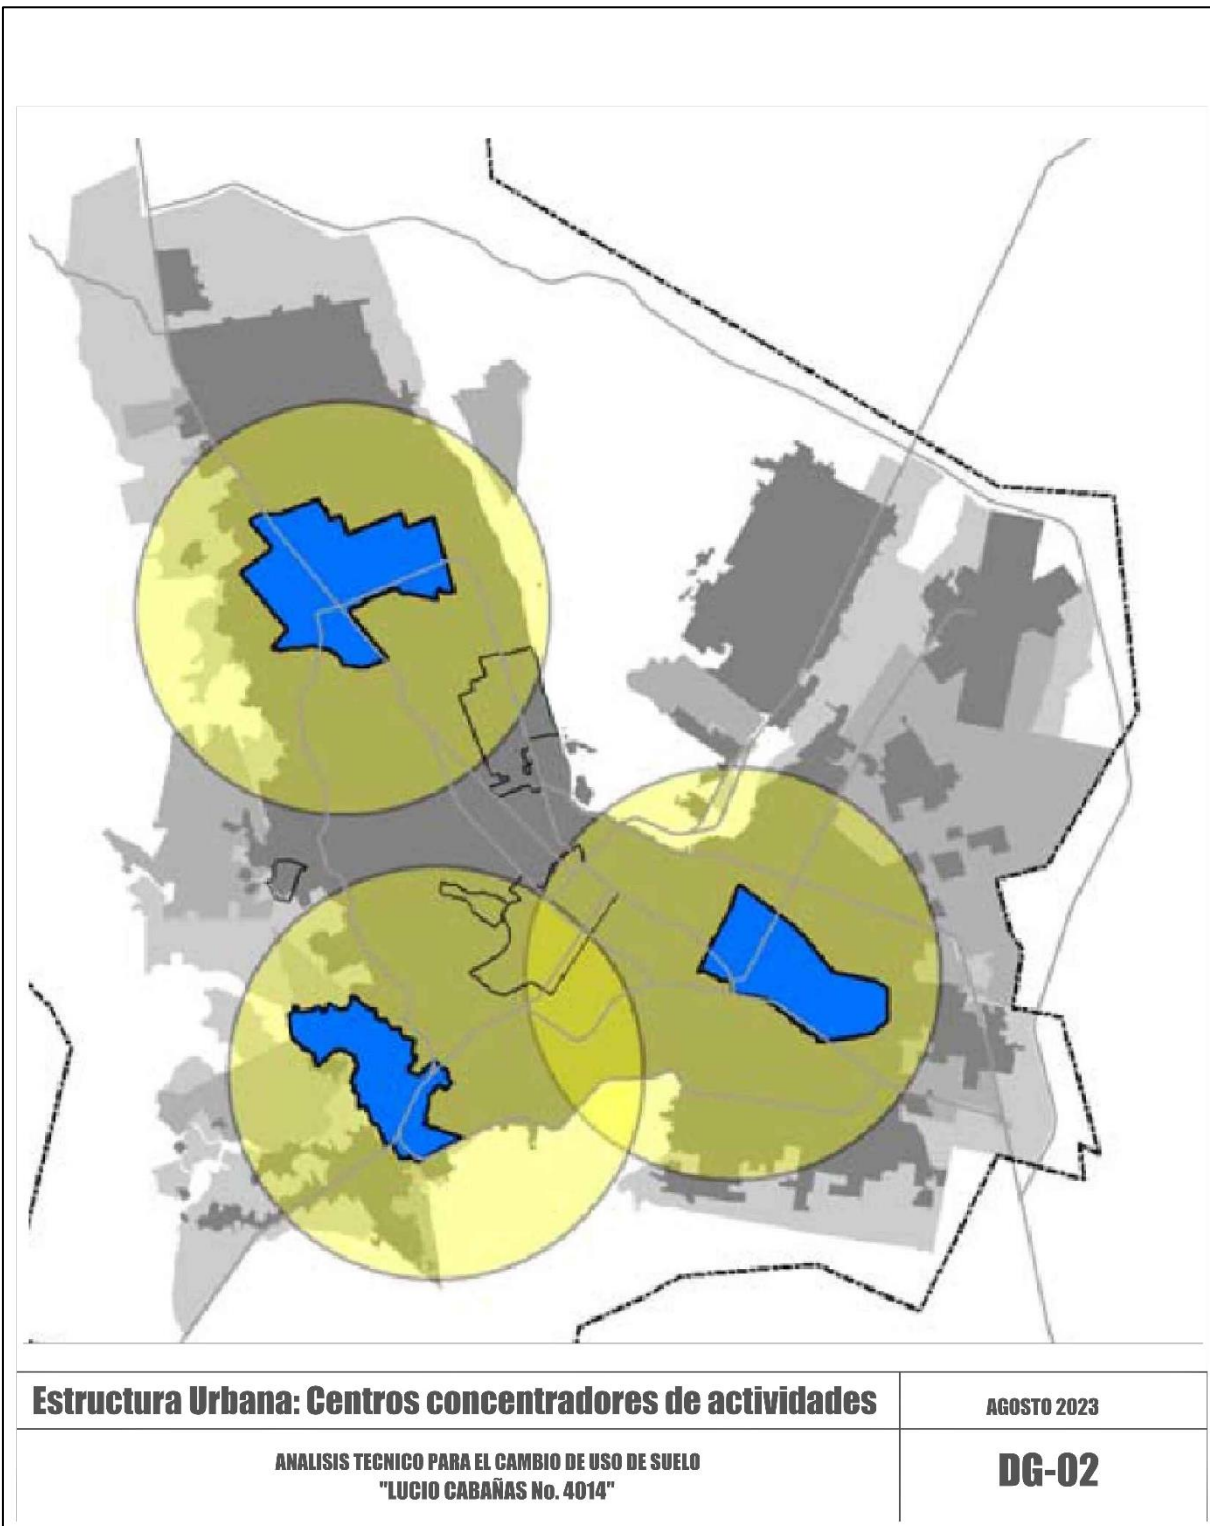 Estructura Urbana: Centros concentradores de actividades
AGOSTO 2023
ANALISIS TECNICO PARA EL CAMBIO DE USO DE SUELO
"LUCIO CABAÑAS No. 4014"
DG-02